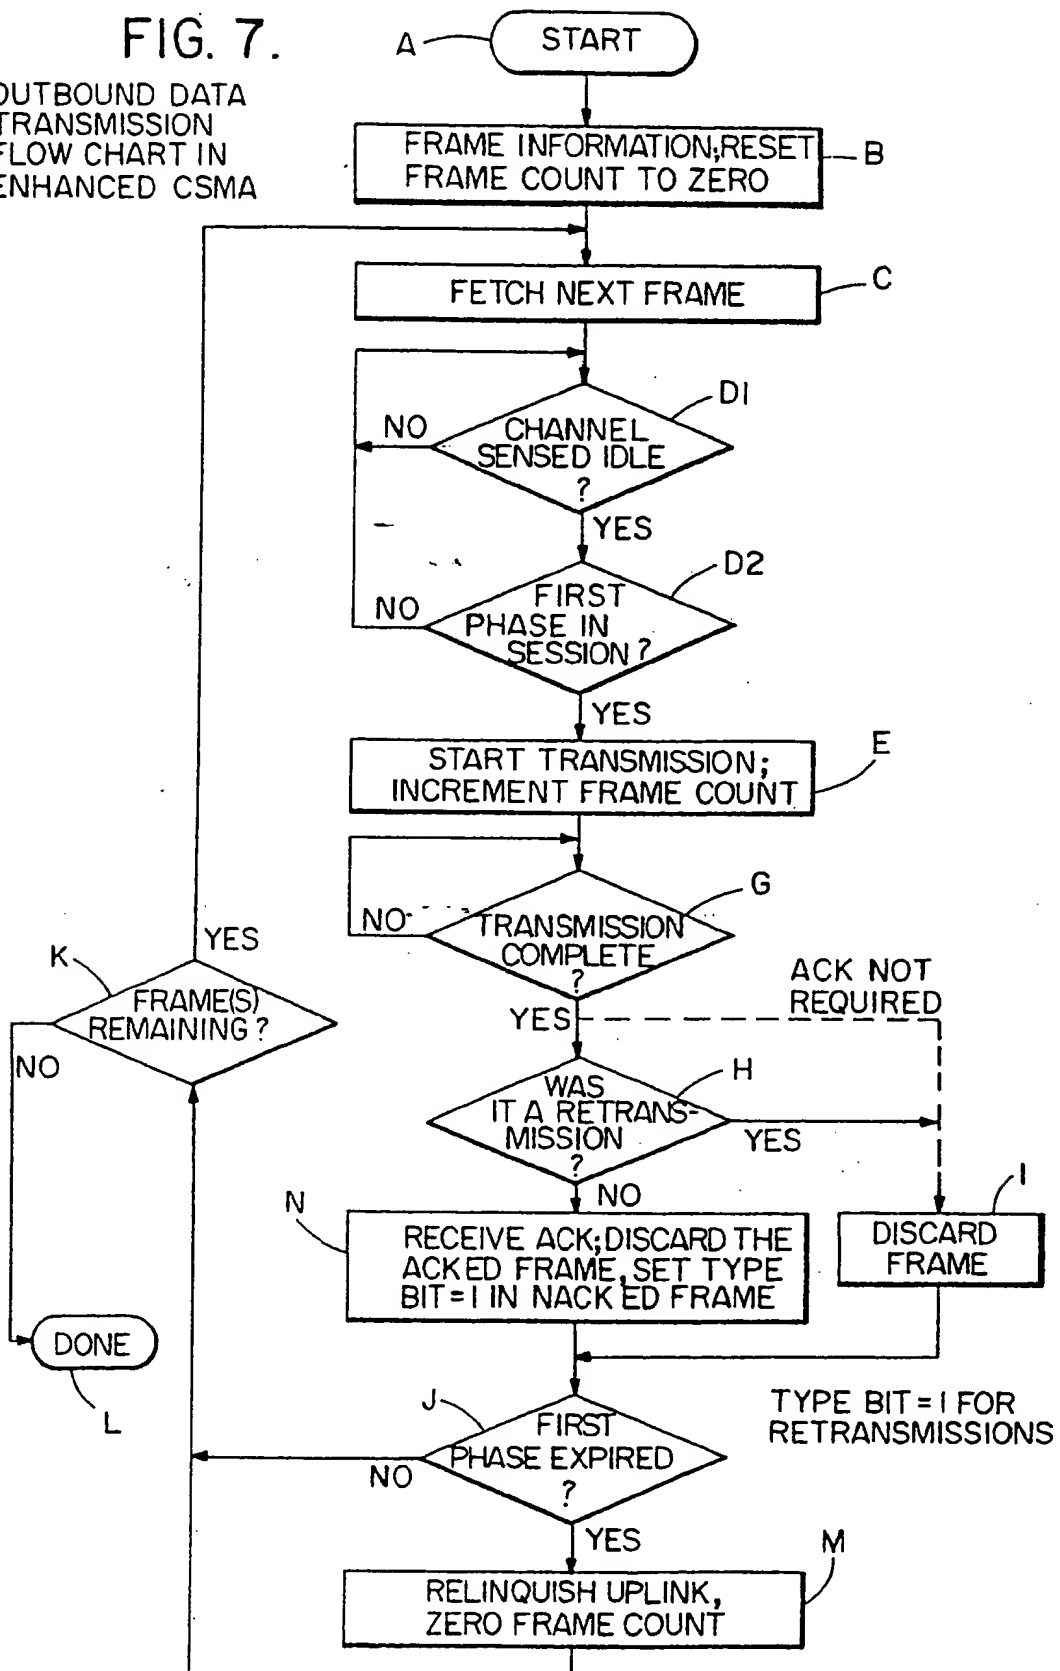 FIG. 7.
OUTBOUND DATA
TRANSMISSION
FLOW CHART IN
ENHANCED CSMA
A
START
FRAME INFORMATION;RESET
FRAME COUNT TO ZERO
B
FETCH NEXT FRAME
C
D1
NO
CHANNEL
SENSED IDLE
?
YES
D2
NO
FIRST
PHASE IN
SESSION?
YES
START TRANSMISSION;
INCREMENT FRAME COUNT
E
G
NO
TRANSMISSION
COMPLETE
?
YES
ACK NOT
REQUIRED
K
YES
FRAME(S)
REMAINING?
NO
H
WAS
IT A RETRANS-
MISSION
?
YES
NO
N
RECEIVE ACK;DISCARD THE
ACKED FRAME, SET TYPE
BIT=1 IN NACKED FRAME
I
DISCARD
FRAME
DONE
L
J
FIRST
PHASE EXPIRED
?
NO
YES
TYPE BIT=1 FOR
RETRANSMISSIONS
M
RELINQUISH UPLINK,
ZERO FRAME COUNT